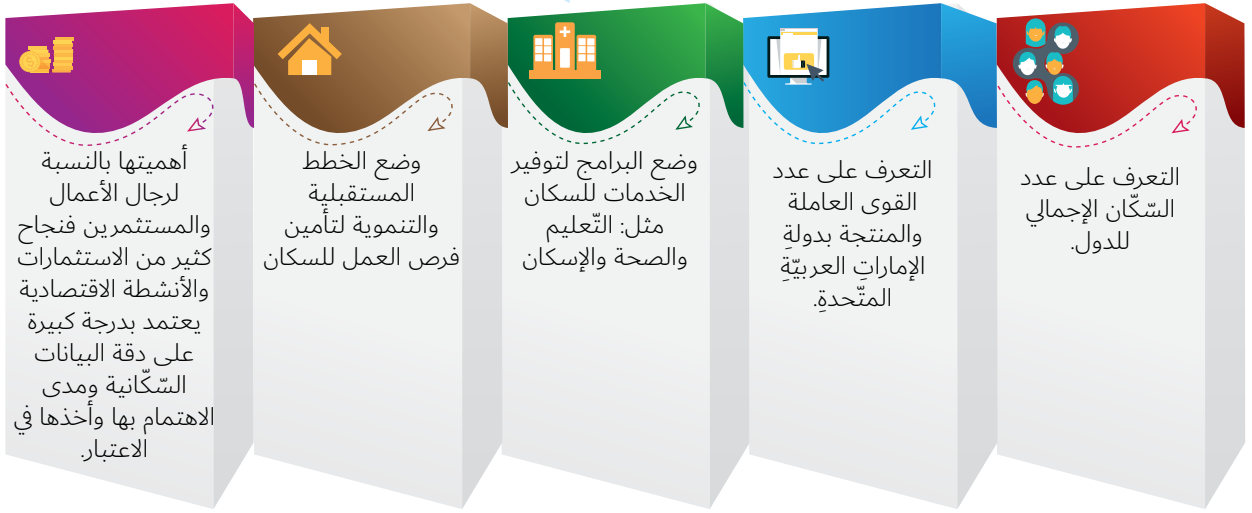 التعرف على عدد
السّكّان الإجمالي
للدول.
التعرف على عدد
القوى العاملة
والمنتجة بدولةِ
الإماراتِ العربيّةِ
المتّحدةِ.
وضع البرامج لتوفير
الخدمات للسكان
مثل: التّعليم
والصحة والإسكان
وضع الخطط
المستقبلية
والتنموية لتأمين
فرص العمل للسكان
أهميتها بالنسبة
لرجال الأعمال
والمستثمرين فنجاح
كثير من الاستثمارات
والأنشطة الاقتصادية
يعتمد بدرجة كبيرة
على دقة البيانات
السّكّانية ومدى
الاهتمام بها وأخذها في
الاعتبار.